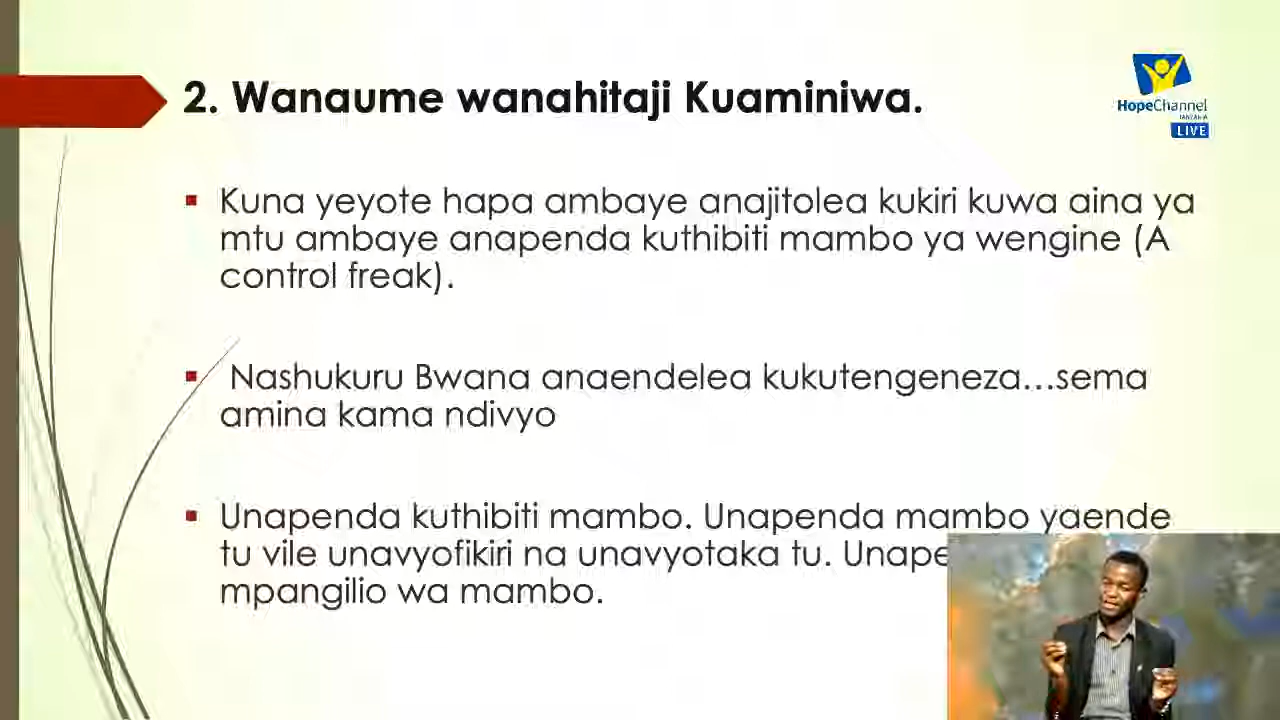 2. Wanaume wanahitaji Kuaminiwa.
HopeChannel
TANZANIA
LIVE
Kuna yeyote hapa ambaye anajitolea kukiri kuwa aina ya
mtu ambaye anapenda kuthibiti mambo ya wengine (A
control freak).
Nashukuru Bwana anaendelea kukutengeneza...sema
amina kama ndivyo
Unapenda kuthibiti mambo. Unapenda mambo yaende
tu vile unavyofikiri na unavyotaka tu.
mpangilio wa mambo.